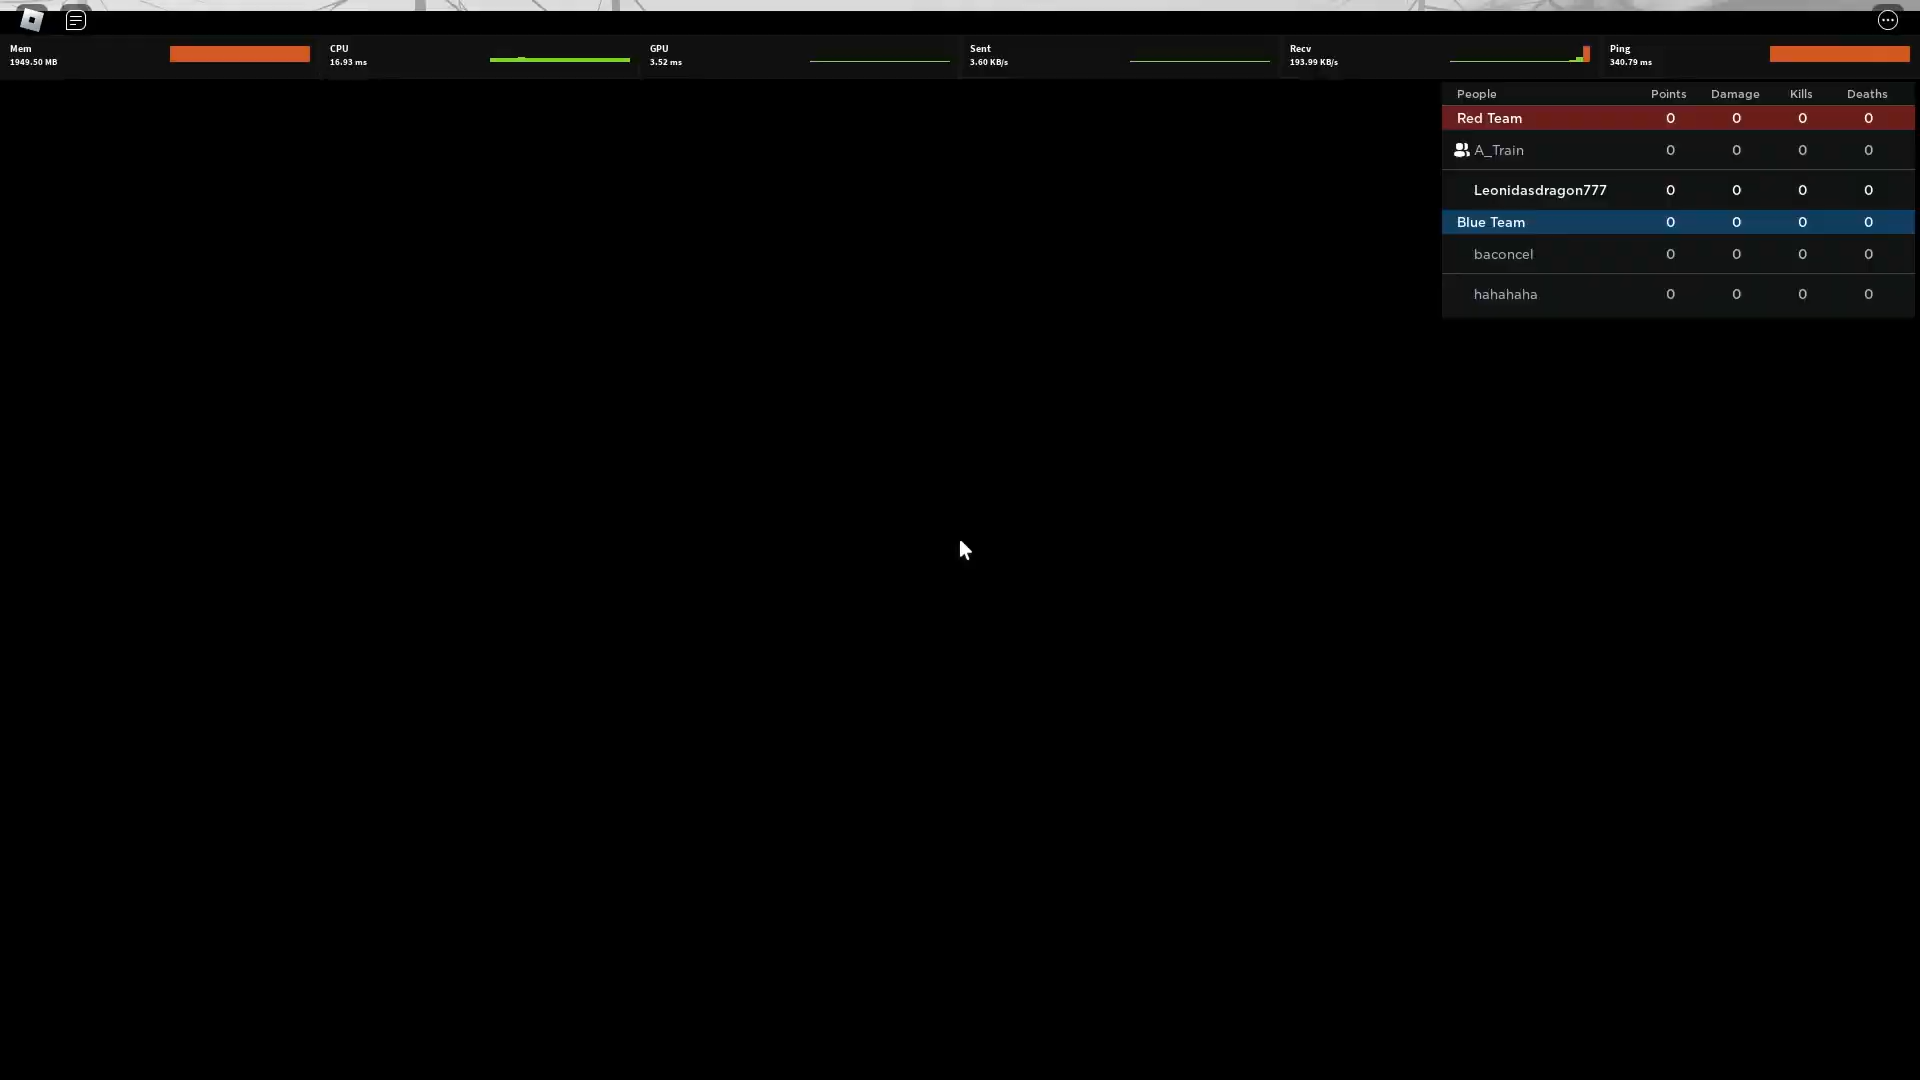 Mem CPU GPU Sent Recv Ping
1949.50 MB 16.93 ms 3.52 ms 3.60 KB/s 193.99 KB/s 340.79 ms
People Points Damage Kills Deaths
Red Team 0 0 0 0
A_Train 0 0 0 0
Leonidasdragon777 0 0 0 0
Blue Team 0 0 0 0
baconcel 0 0 0 0
hahahaha 0 0 0 0